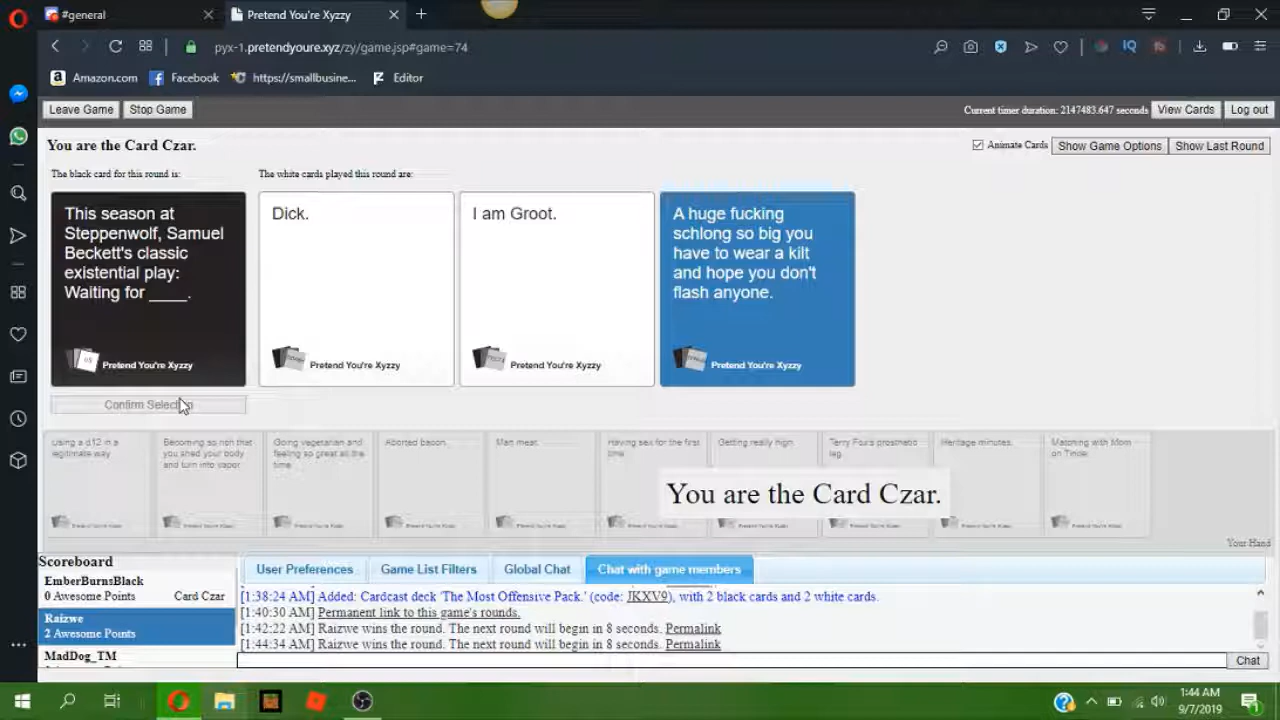 #general
Pretend You're Xyzzy
pyx-1.pretendyoure.xyz/zy/game.jsp#game=74
Amazon.com
Facebook
https://smallbusine...
Editor
Leave Game
Stop Game
Current timer duration: 2147483.647 seconds
View Cards
Log out
You are the Card Czar.
Animate Cards
Show Game Options
Show Last Round
The black card for this round is:
The white cards played this round are:
This season at
Steppenwolf, Samuel
Beckett's classic
existential play:
Waiting for ____.
US
Pretend You're Xyzzy
Dick.
Pretend You're Xyzzy
I am Groot.
Pretend You're Xyzzy
A huge fucking
schlong so big you
have to wear a kilt
and hope you don't
flash anyone.
Pretend You're Xyzzy
Confirm Selection
Using a d12 in a
legitimate way
Becoming so rich that
you shed your body
and turn into vapor
Going vegetarian and
feeling so great all the
time
Aborted bacon.
Man meat.
Having sex for the first
time
Getting really high
Terry Fox's prosthetic
leg
Heritage minutes.
Matching with Mom
on Tinder
You are the Card Czar.
Your Hand
Scoreboard
EmberBurnsBlack
0 Awesome Points
Card Czar
Raizwe
2 Awesome Points
MadDog_TM
User Preferences
Game List Filters
Global Chat
Chat with game members
[1:38:24 AM] Added: Cardcast deck 'The Most Offensive Pack.' (code: JKXV9), with 2 black cards and 2 white cards.
[1:40:30 AM] Permanent link to this game's rounds.
[1:42:22 AM] Raizwe wins the round. The next round will begin in 8 seconds. Permalink
[1:44:34 AM] Raizwe wins the round. The next round will begin in 8 seconds. Permalink
Chat
1:44 AM
9/7/2019